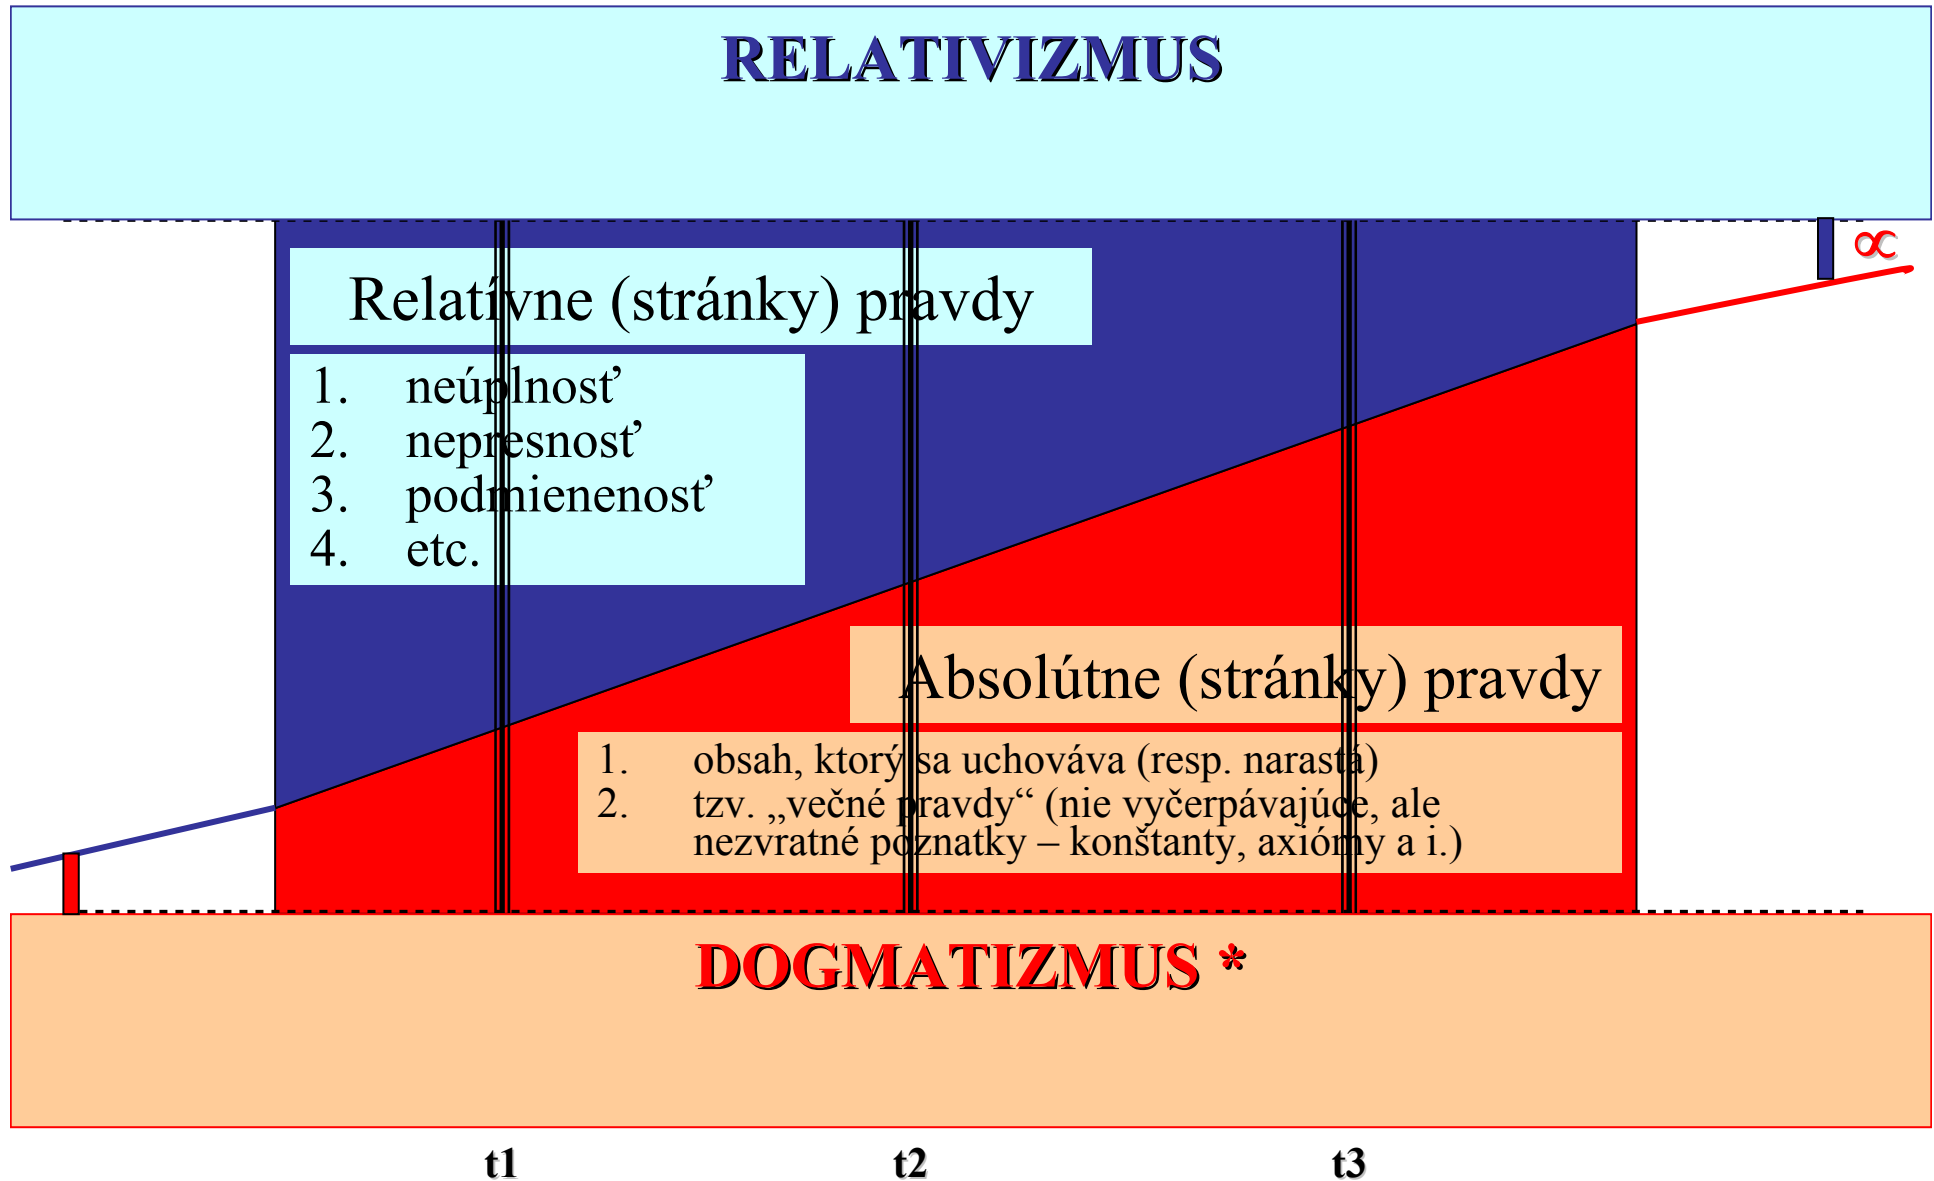 RELATIVIZMUS
∝
Relatívne (stránky) pravdy
1. neúplnosť
2. nepresnosť
3. podmienenosť
4. etc.
Absolútne (stránky) pravdy
1. obsah, ktorý sa uchováva (resp. narastá)
2. tzv. „večné pravdy“ (nie vyčerpávajúce, ale
nezvratné poznatky – konštanty, axiómy a i.)
DOGMATIZMUS *
t1 t2 t3